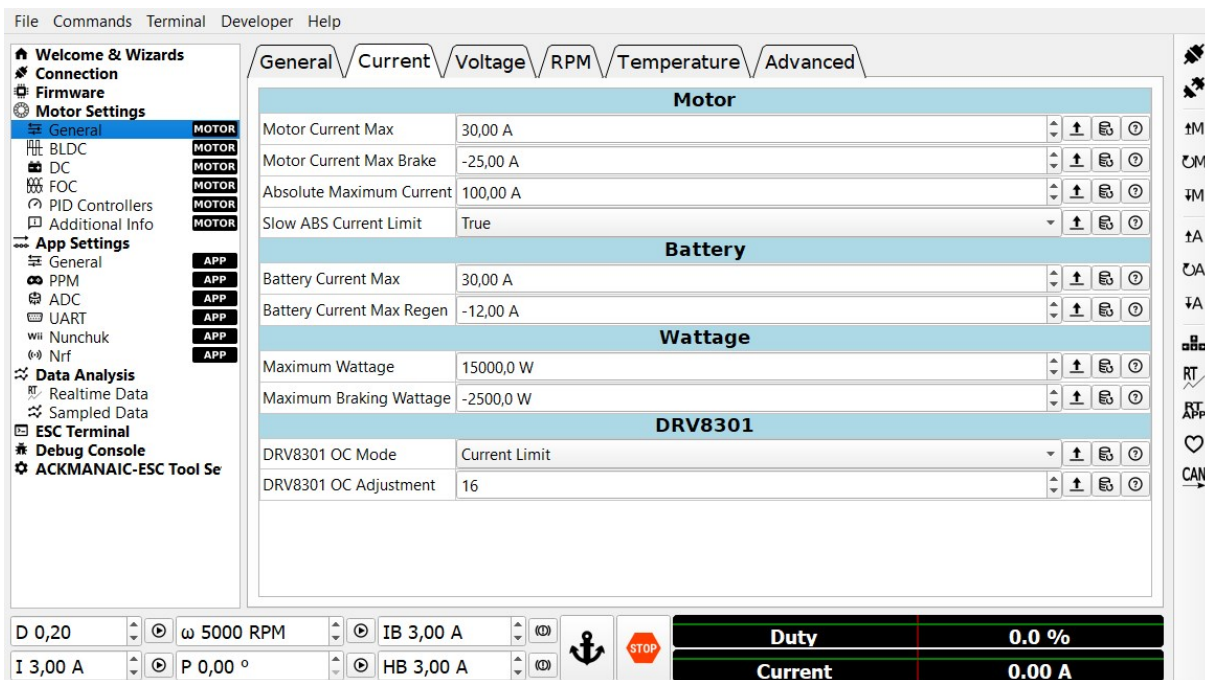 File Commands Terminal Developer Help
Welcome & Wizards
Connection
Firmware
Motor Settings
General MOTOR
BLDC MOTOR
DC MOTOR
FOC MOTOR
PID Controllers MOTOR
Additional Info MOTOR
App Settings
General APP
PPM APP
ADC APP
UART APP
Wii Nunchuk APP
Nrf APP
Data Analysis
RT Realtime Data
Sampled Data
ESC Terminal
Debug Console
ACKMANAIC-ESC Tool Se
General Current Voltage RPM Temperature Advanced
Motor
Motor Current Max 30,00 A
Motor Current Max Brake -25,00 A
Absolute Maximum Current 100,00 A
Slow ABS Current Limit True
Battery
Battery Current Max 30,00 A
Battery Current Max Regen -12,00 A
Wattage
Maximum Wattage 15000,0 W
Maximum Braking Wattage -2500,0 W
DRV8301
DRV8301 OC Mode Current Limit
DRV8301 OC Adjustment 16
M
M
M
A
A
A
RT
RT
APP
CAN
D 0,20 ω 5000 RPM IB 3,00 A
I 3,00 A P 0,00 ° HB 3,00 A
STOP
Duty 0.0 %
Current 0.00 A